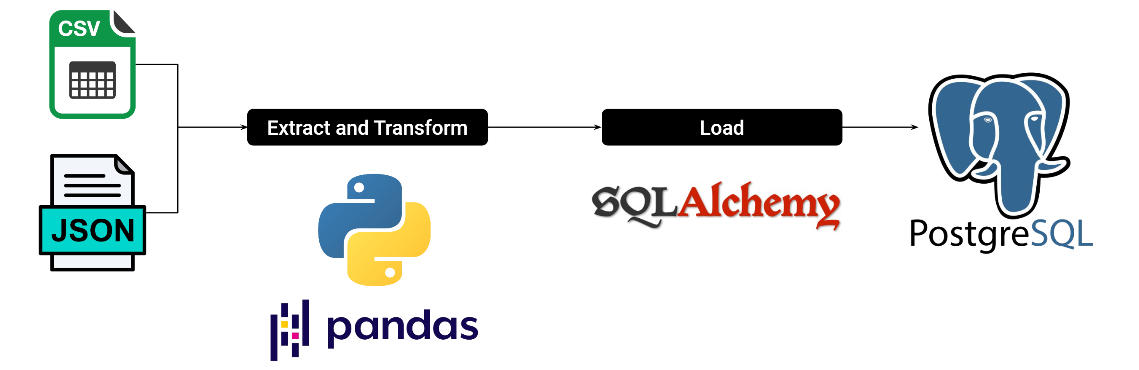 CSV
JSON
Extract and Transform
pandas
Load
SQLAlchemy
PostgreSQL